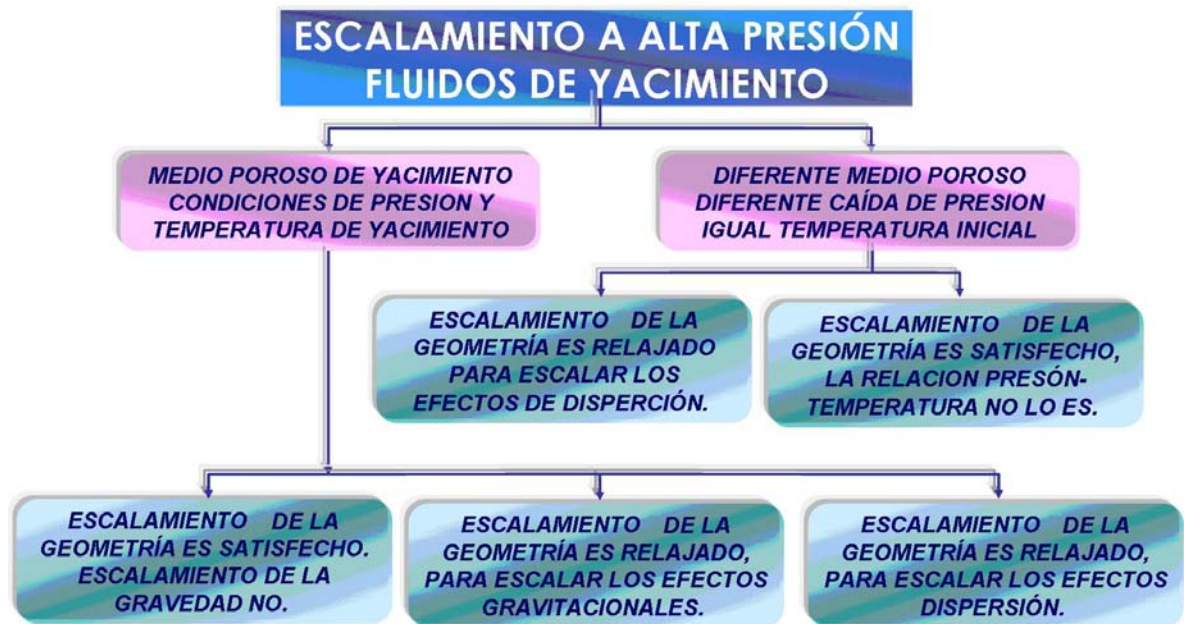 ESCALAMIENTO A ALTA PRESIÓN
FLUIDOS DE YACIMIENTO
MEDIO POROSO DE YACIMIENTO
CONDICIONES DE PRESION Y
TEMPERATURA DE YACIMIENTO
DIFERENTE MEDIO POROSO
DIFERENTE CAÍDA DE PRESION
IGUAL TEMPERATURA INICIAL
ESCALAMIENTO DE LA
GEOMETRÍA ES RELAJADO
PARA ESCALAR LOS
EFECTOS DE DISPERCIÓN.
ESCALAMIENTO DE LA
GEOMETRÍA ES SATISFECHO,
LA RELACION PRESÓN-
TEMPERATURA NO LO ES.
ESCALAMIENTO DE LA
GEOMETRÍA ES SATISFECHO.
ESCALAMIENTO DE LA
GRAVEDAD NO.
ESCALAMIENTO DE LA
GEOMETRÍA ES RELAJADO,
PARA ESCALAR LOS EFECTOS
GRAVITACIONALES.
ESCALAMIENTO DE LA
GEOMETRÍA ES RELAJADO,
PARA ESCALAR LOS EFECTOS
DISPERSIÓN.